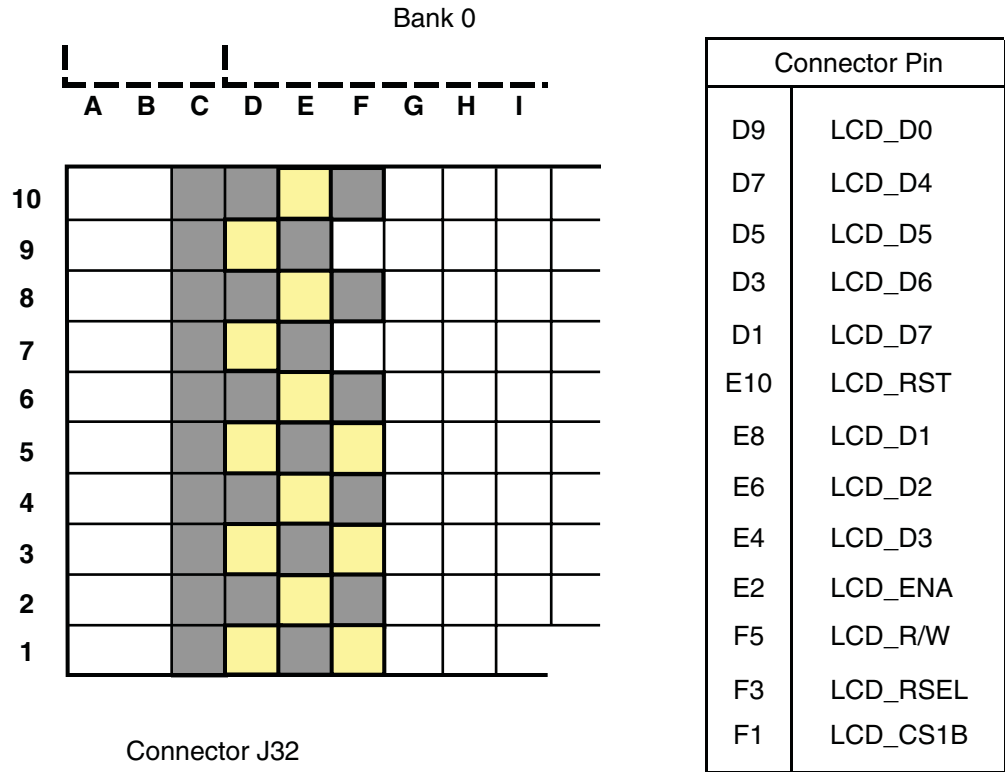 Bank 0
A B C D E F G H I
10
9
8
7
6
5
4
3
2
1
Connector J32
Connector Pin
D9 LCD_D0
D7 LCD_D4
D5 LCD_D5
D3 LCD_D6
D1 LCD_D7
E10 LCD_RST
E8 LCD_D1
E6 LCD_D2
E4 LCD_D3
E2 LCD_ENA
F5 LCD_R/W
F3 LCD_RSEL
F1 LCD_CS1B